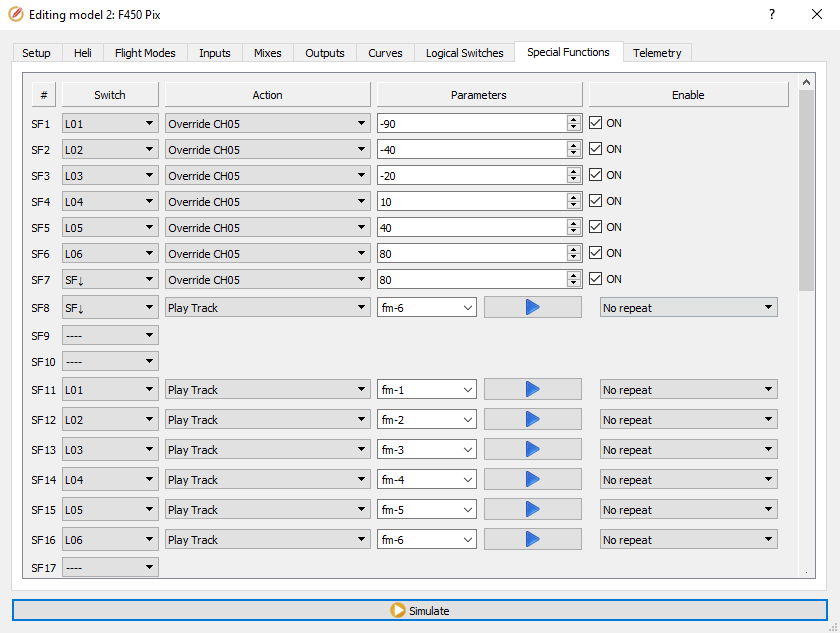 Editing model 2: F450 Pix ?
Setup Heli Flight Modes Inputs Mixes Outputs Curves Logical Switches Special Functions Telemetry
# Switch Action Parameters Enable
SF1 L01 Override CH05 -90 ON
SF2 L02 Override CH05 -40 ON
SF3 L03 Override CH05 -20 ON
SF4 L04 Override CH05 10 ON
SF5 L05 Override CH05 40 ON
SF6 L06 Override CH05 80 ON
SF7 SF↓ Override CH05 80 ON
SF8 SF↓ Play Track fm-6 No repeat
SF9 ----
SF10 ----
SF11 L01 Play Track fm-1 No repeat
SF12 L02 Play Track fm-2 No repeat
SF13 L03 Play Track fm-3 No repeat
SF14 L04 Play Track fm-4 No repeat
SF15 L05 Play Track fm-5 No repeat
SF16 L06 Play Track fm-6 No repeat
SF17 ----
Simulate